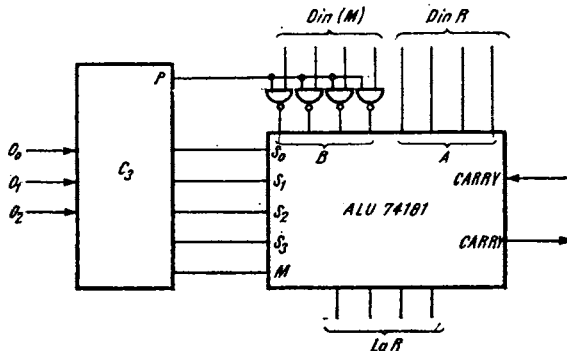 Din (M) Din R
P
O₀
O₁
O₂
C₃
S₀
S₁
S₂
S₃
M
B
A
ALU 74181
CARRY
CARRY
La R